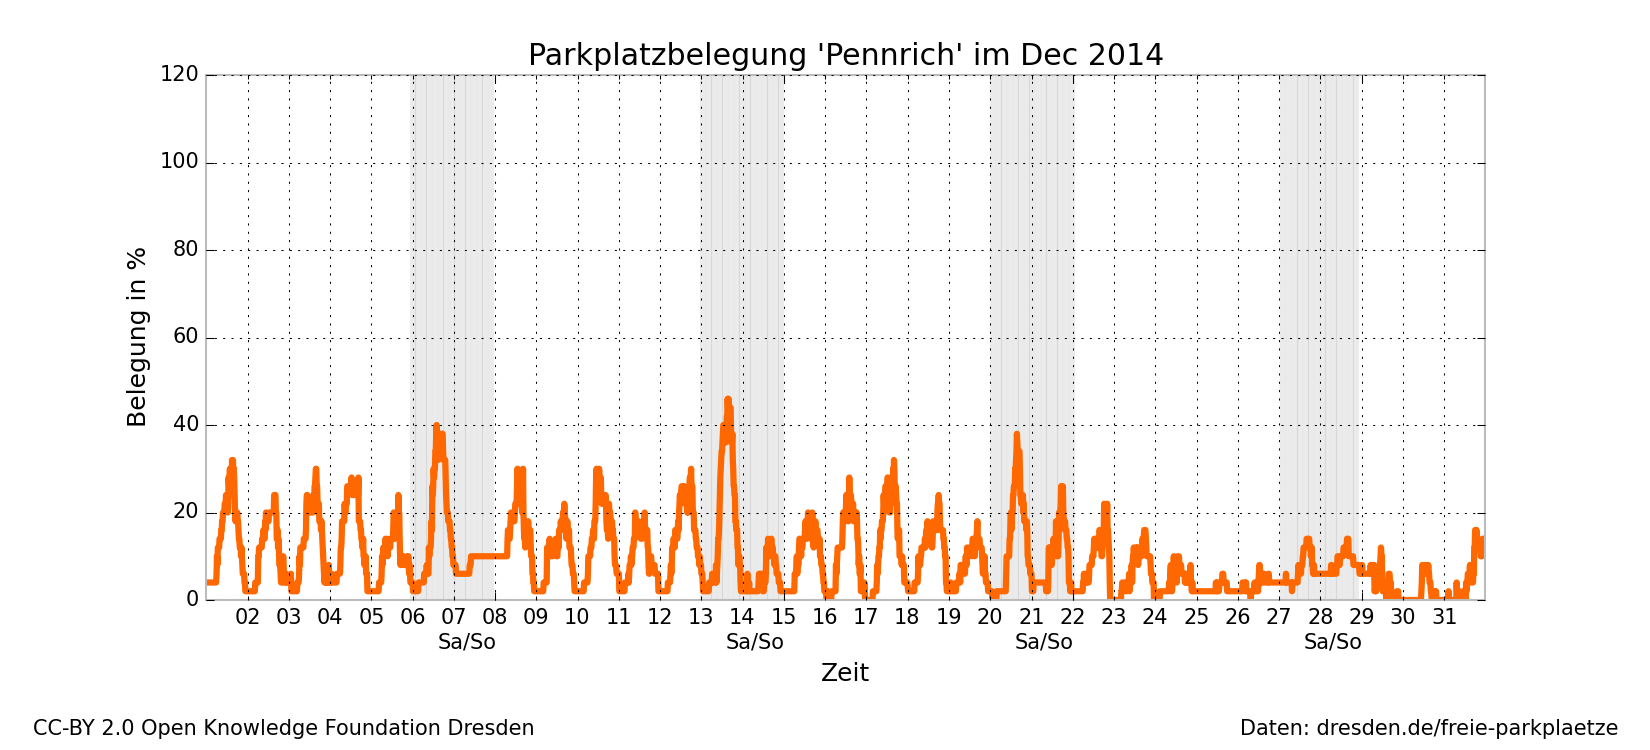 Parkplatzbelegung 'Pennrich' im Dec 2014
120
100
80
60
40
20
0
Belegung in %
02 03 04 05 06 07 08 09 10 11 12 13 14 15 16 17 18 19 20 21 22 23 24 25 26 27 28 29 30 31
Sa/So Sa/So Sa/So Sa/So
Zeit
CC-BY 2.0 Open Knowledge Foundation Dresden
Daten: dresden.de/freie-parkplaetze